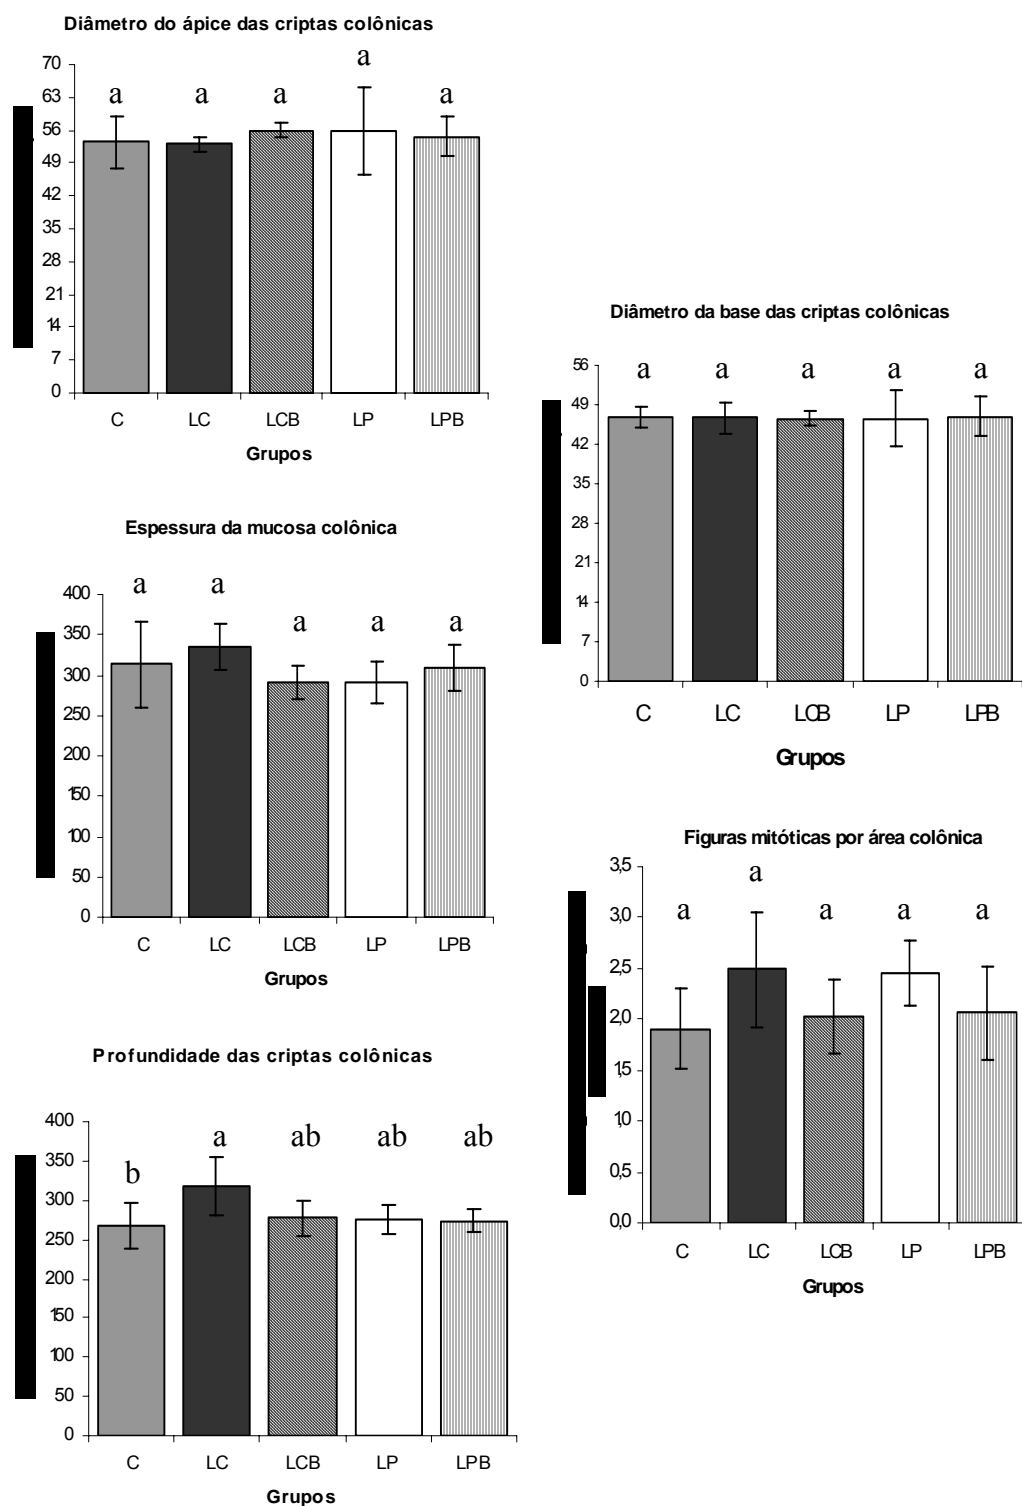 Diâmetro do ápice das criptas colônicas
70
63
56
49
42
35
28
21
14
7
0
a a a a a
C LC LCB LP LPB
Grupos
Diâmetro da base das criptas colônicas
56
49
42
35
28
21
14
7
0
a a a a a
C LC LCB LP LPB
Grupos
Espessura da mucosa colônica
400
350
300
250
200
150
100
50
0
a a a a a
C LC LCB LP LPB
Grupos
Figuras mitóticas por área colônica
3,5
3,0
2,5
2,0
1,5
1,0
0,5
0,0
a a a a a
C LC LCB LP LPB
Grupos
Profundidade das criptas colônicas
400
350
300
250
200
150
100
50
0
b a ab ab ab
C LC LCB LP LPB
Grupos